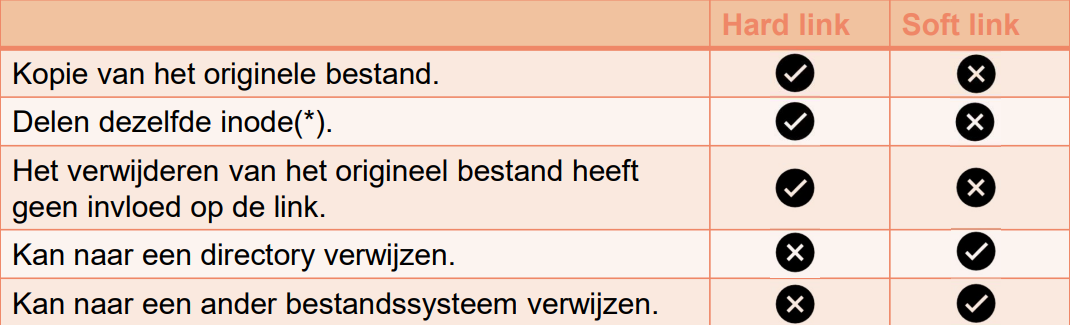 Hard link Soft link
Kopie van het originele bestand.
Delen dezelfde inode(*).
Het verwijderen van het origineel bestand heeft
geen invloed op de link.
Kan naar een directory verwijzen.
Kan naar een ander bestandssysteem verwijzen.